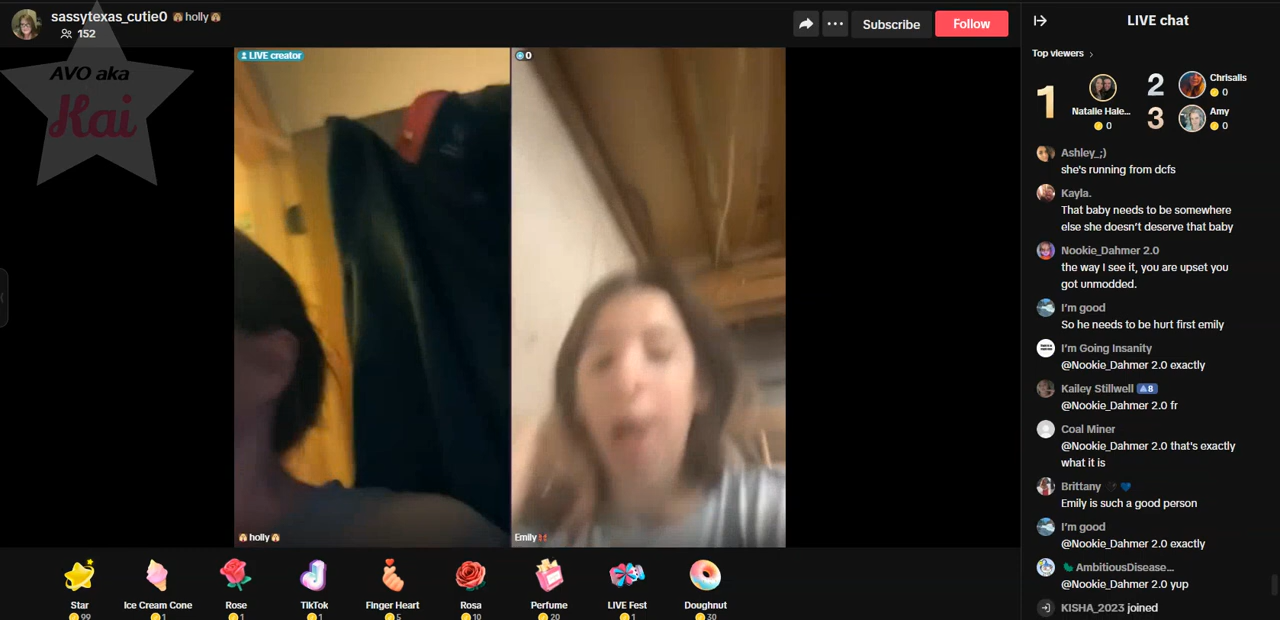 sassytexas_cutie0 🙈holly🙈
152
Subscribe
Follow
AVO aka
Kai
LIVE creator
0
🙈holly🙈
Emily
Star
99
Ice Cream Cone
1
Rose
1
TikTok
1
Finger Heart
5
Rosa
10
Perfume
20
LIVE Fest
1
Doughnut
30
LIVE chat
Top viewers
1
Natalie Hale...
0
2
Chrisalis
0
3
Amy
0
Ashley_;)
she's running from dcfs
Kayla.
That baby needs to be somewhere
else she doesn't deserve that baby
Nookie_Dahmer 2.0
the way I see it, you are upset you
got unmodded.
I'm good
So he needs to be hurt first emily
I'm Going Insanity
@Nookie_Dahmer 2.0 exactly
Kailey Stillwell 8
@Nookie_Dahmer 2.0 fr
Coal Miner
@Nookie_Dahmer 2.0 that's exactly
what it is
Brittany 🖤💙
Emily is such a good person
I'm good
@Nookie_Dahmer 2.0 exactly
AmbitiousDisease...
@Nookie_Dahmer 2.0 yup
KISHA_2023 joined